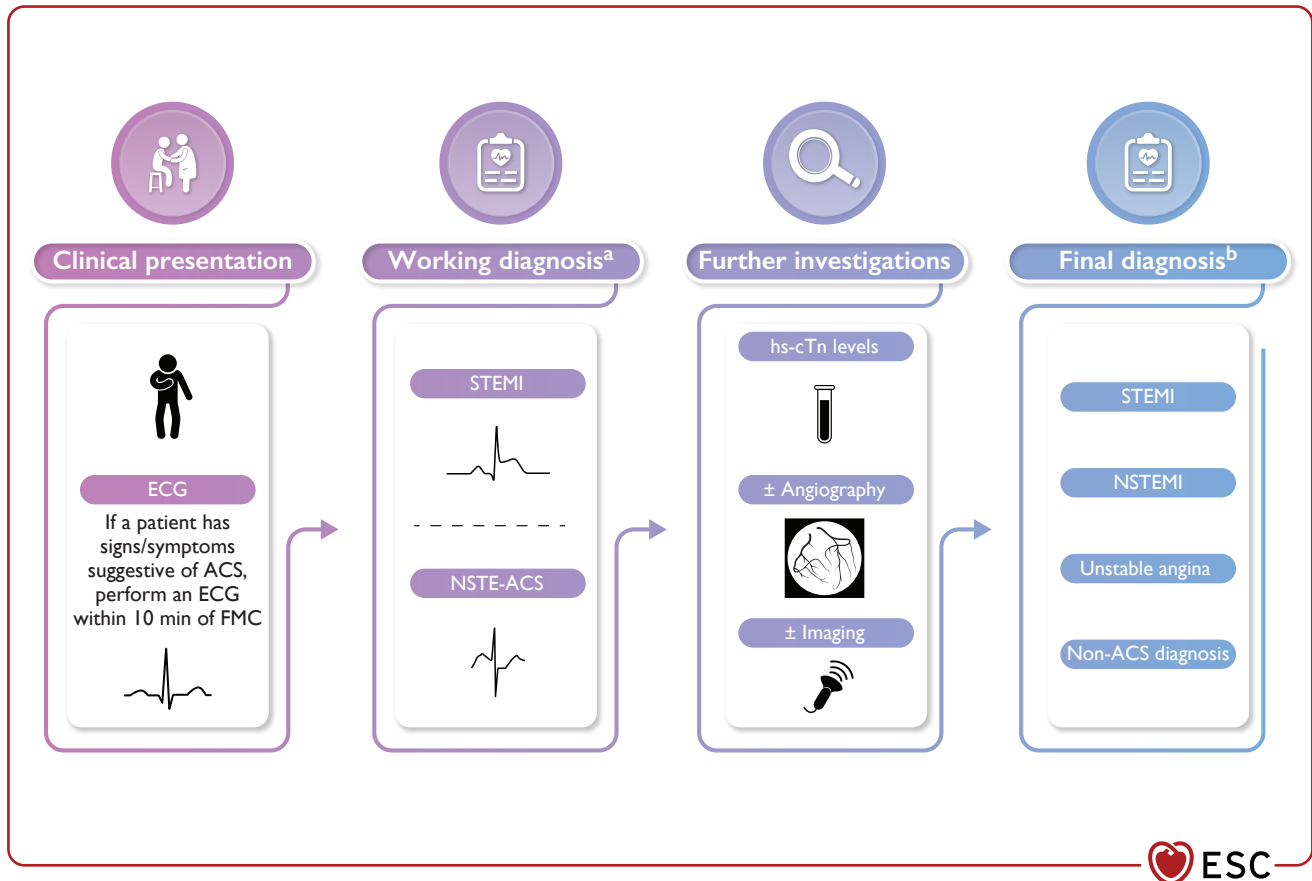 Clinical presentation
ECG
If a patient has
signs/symptoms
suggestive of ACS,
perform an ECG
within 10 min of FMC
Working diagnosisᵃ
STEMI
NSTE-ACS
Further investigations
hs-cTn levels
± Angiography
± Imaging
Final diagnosisᵇ
STEMI
NSTEMI
Unstable angina
Non-ACS diagnosis
ESC